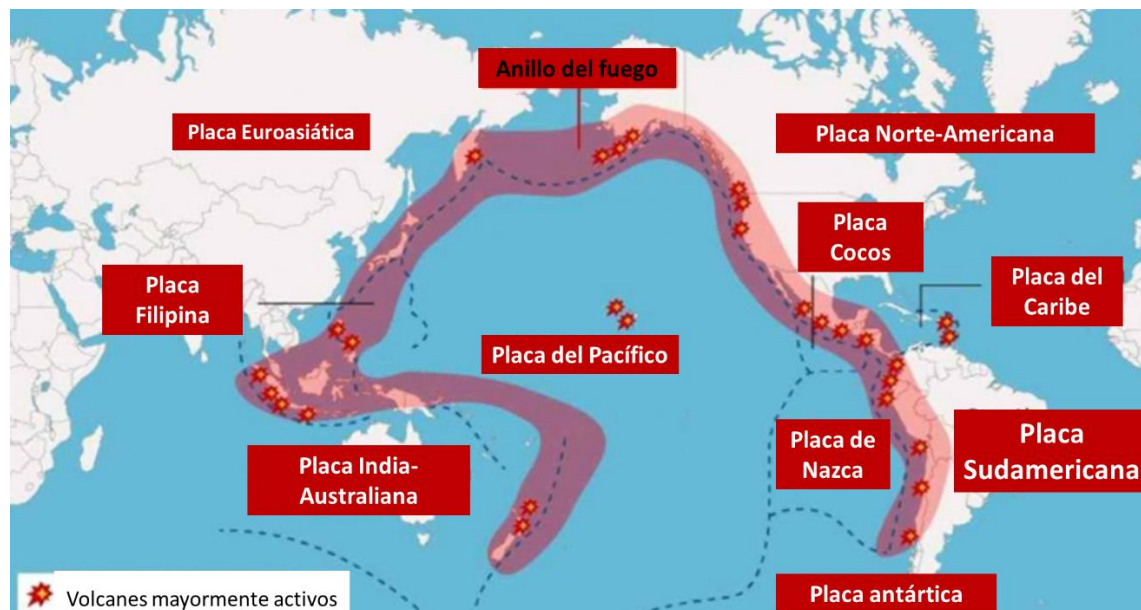 Anillo del fuego
Placa Euroasiática
Placa Norte-Americana
Placa
Cocos
Placa del
Caribe
Placa
Filipina
Placa del Pacífico
Placa India-
Australiana
Placa de
Nazca
Placa
Sudamericana
Placa antártica
Volcanes mayormente activos